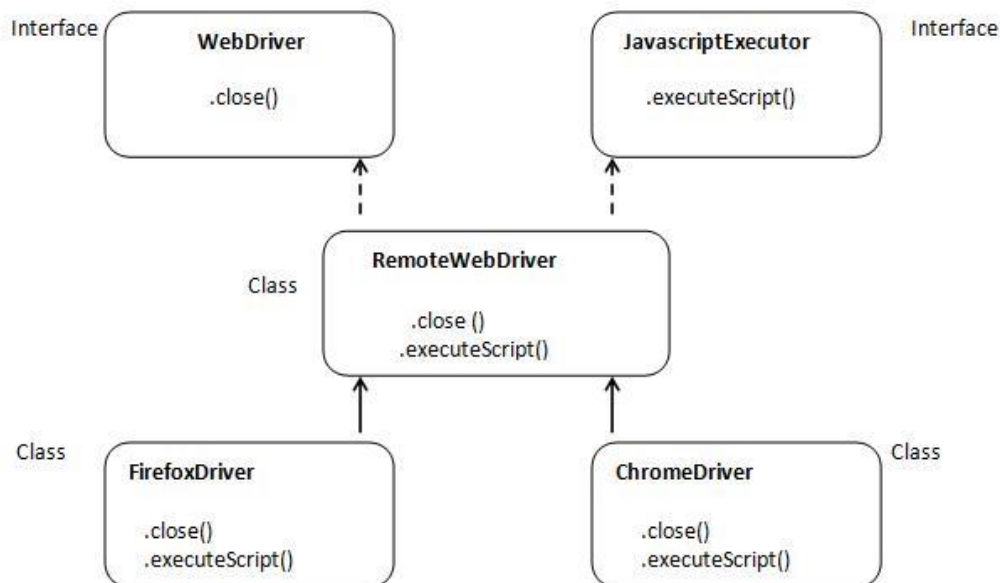 Interface
WebDriver
.close()
JavascriptExecutor
.executeScript()
Interface
Class
RemoteWebDriver
.close ()
.executeScript()
Class
FirefoxDriver
.close()
.executeScript()
ChromeDriver
.close()
.executeScript()
Class